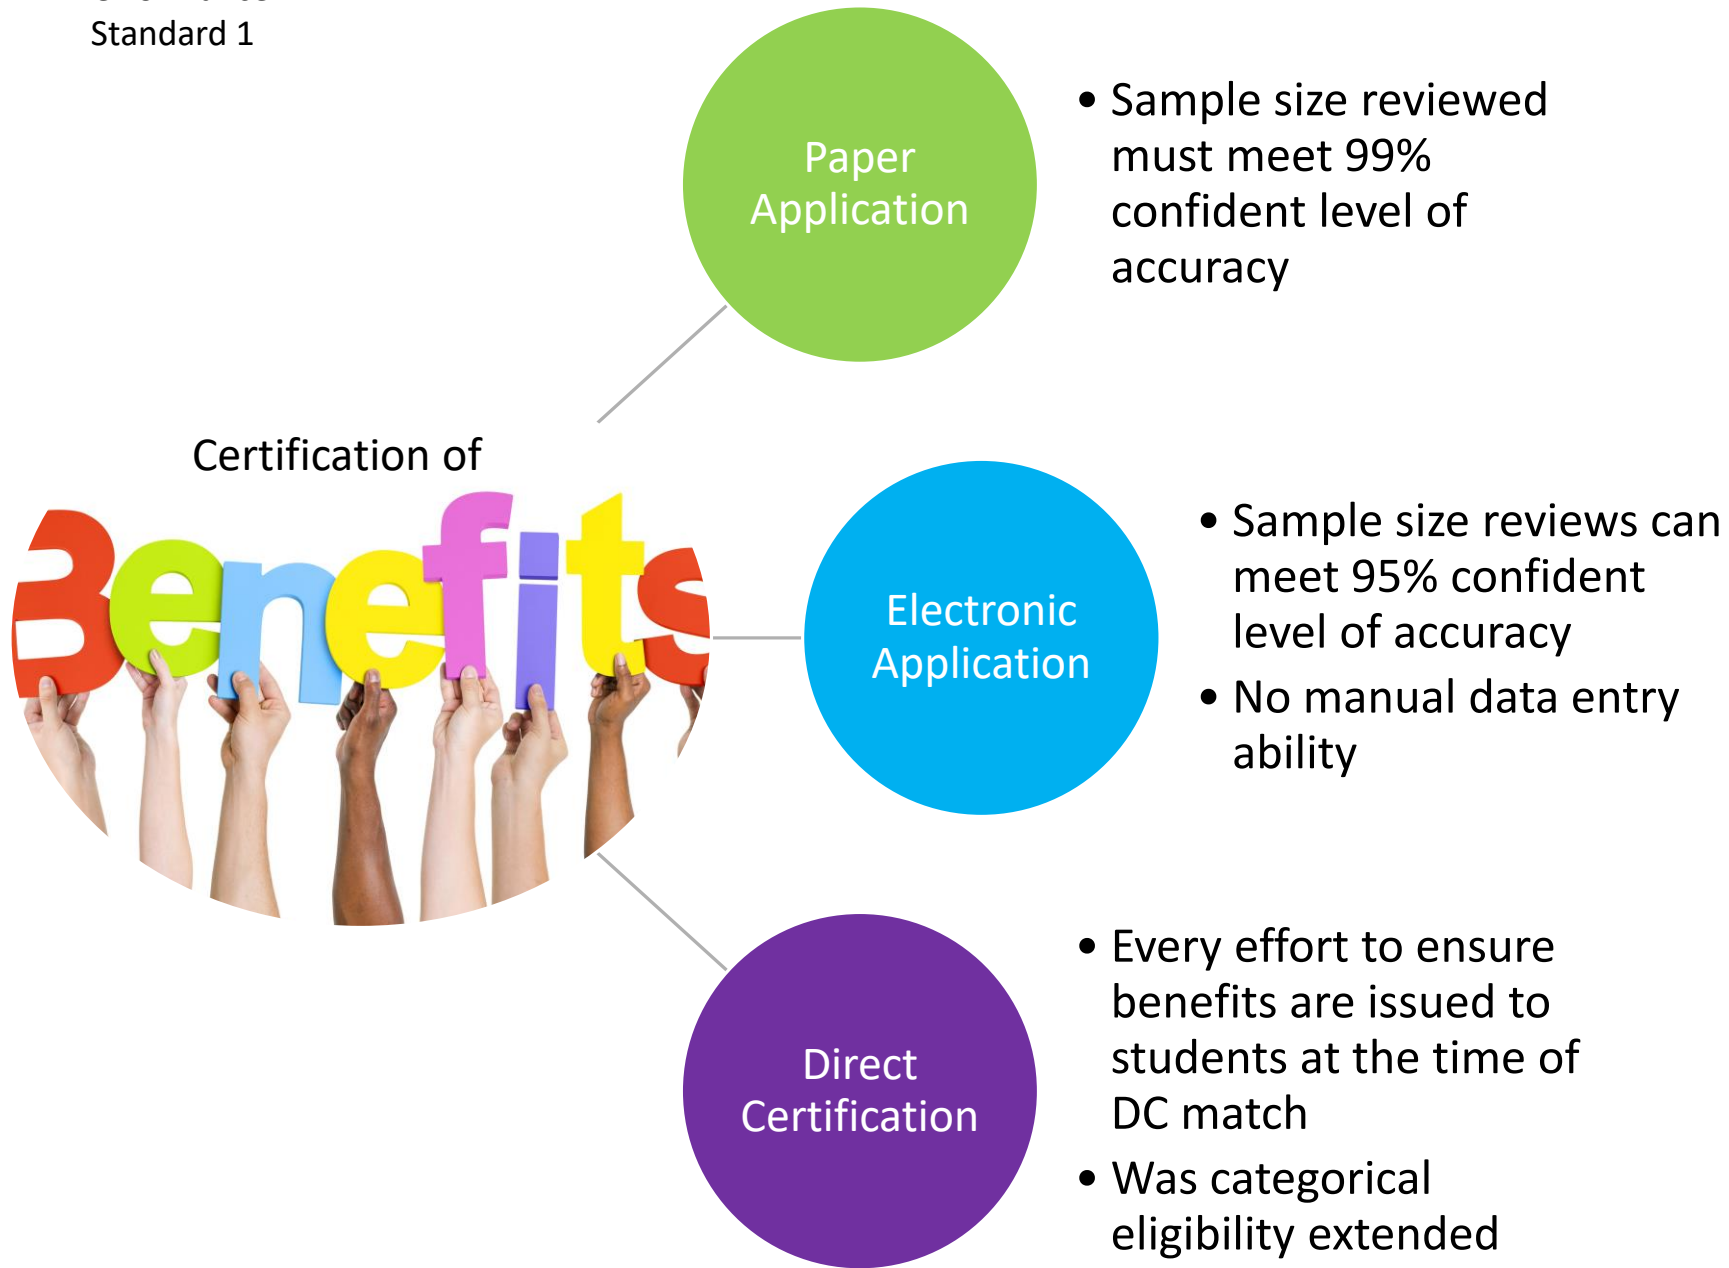 Standard 1
Paper
Application
• Sample size reviewed
must meet 99%
confident level of
accuracy
Certification of
Benefits
Electronic
Application
• Sample size reviews can
meet 95% confident
level of accuracy
• No manual data entry
ability
Direct
Certification
• Every effort to ensure
benefits are issued to
students at the time of
DC match
• Was categorical
eligibility extended